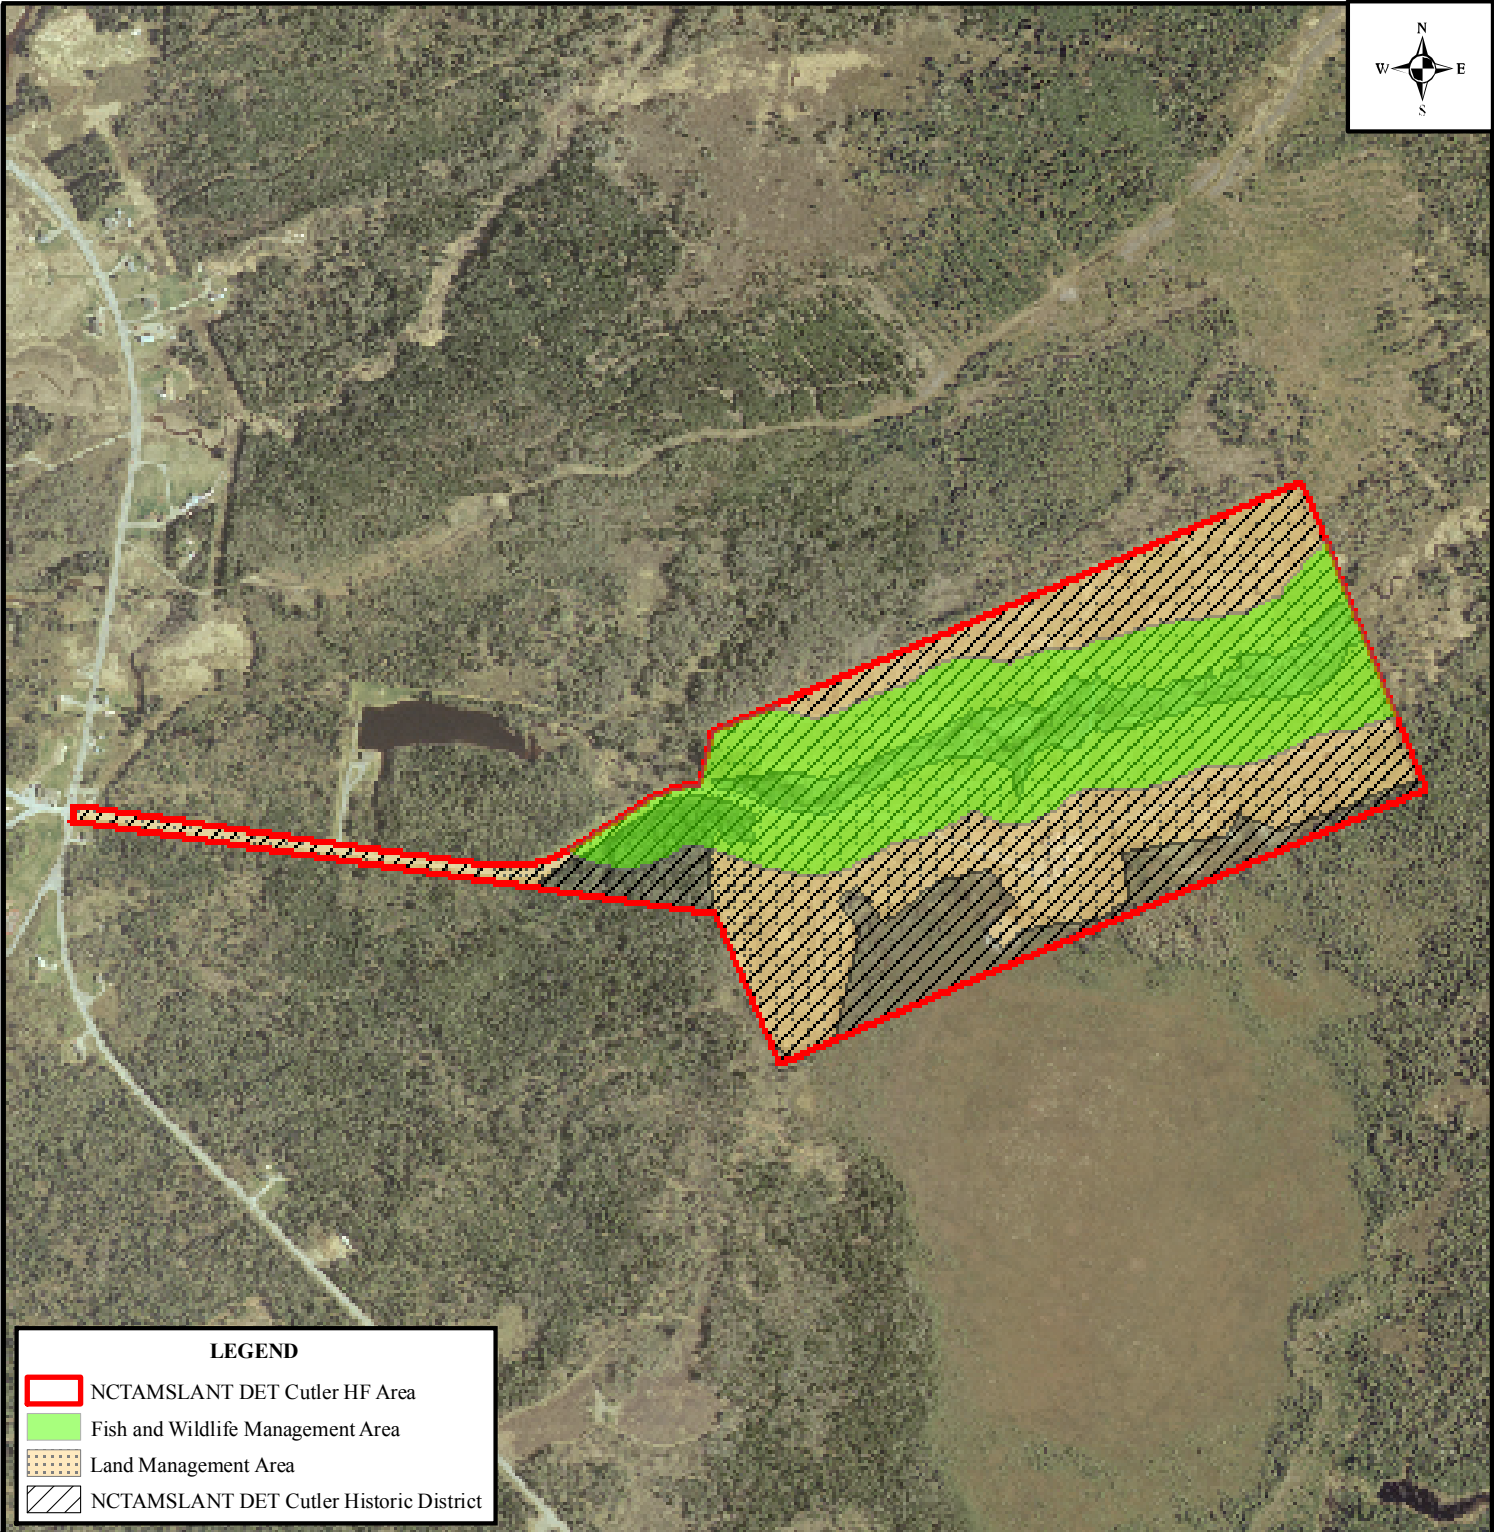 N
W E
S
LEGEND
NCTAMSLANT DET Cutler HF Area
Fish and Wildlife Management Area
Land Management Area
NCTAMSLANT DET Cutler Historic District